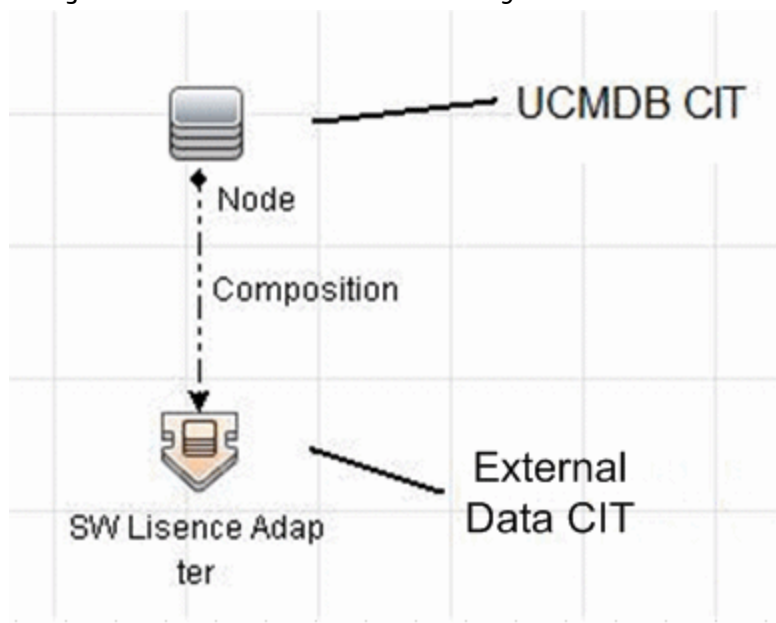 UCMDB CIT
Node
Composition
External
Data CIT
SW Lisence Adap
ter